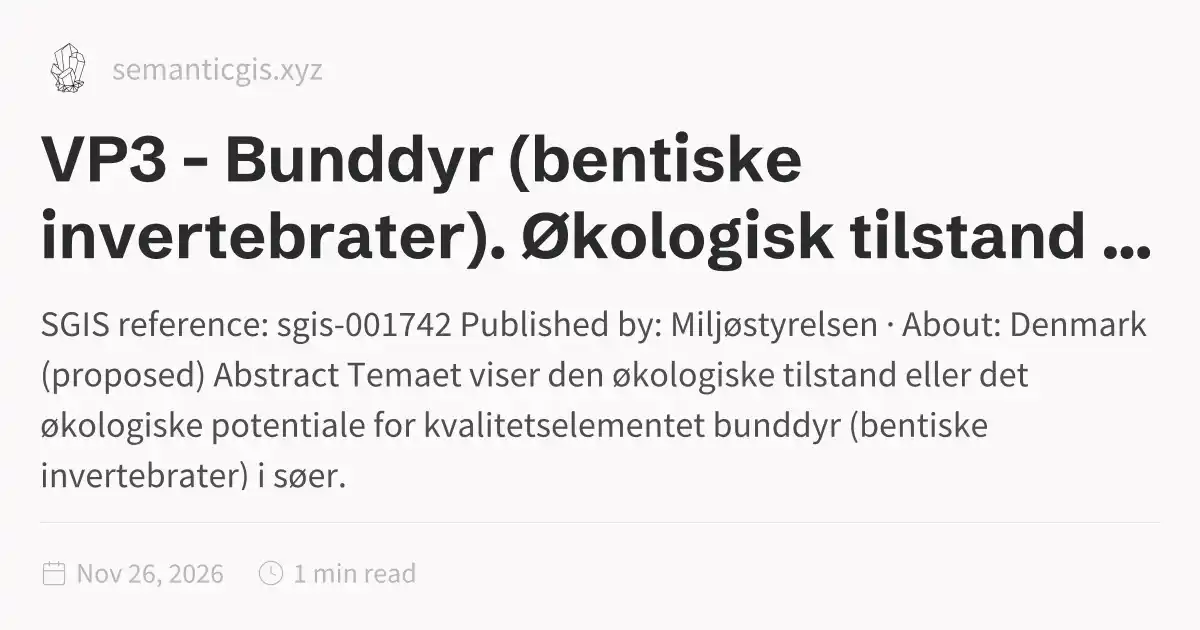 semanticgis.xyz
VP3 - Bunddyr (bentiske
invertebrater). Økologisk tilstand ...
SGIS reference: sgis-001742 Published by: Miljøstyrelsen · About: Denmark
(proposed) Abstract Temaet viser den økologiske tilstand eller det
økologiske potentiale for kvalitetselementet bunddyr (bentiske
invertebrater) i søer.
Nov 26, 2026 1 min read